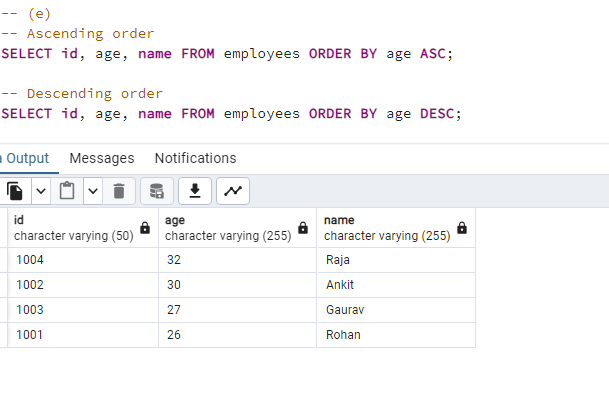 -- (e)
-- Ascending order
SELECT id, age, name FROM employees ORDER BY age ASC;
-- Descending order
SELECT id, age, name FROM employees ORDER BY age DESC;
Output Messages Notifications
id age name
character varying (50) character varying (255) character varying (255)
1004 32 Raja
1002 30 Ankit
1003 27 Gaurav
1001 26 Rohan